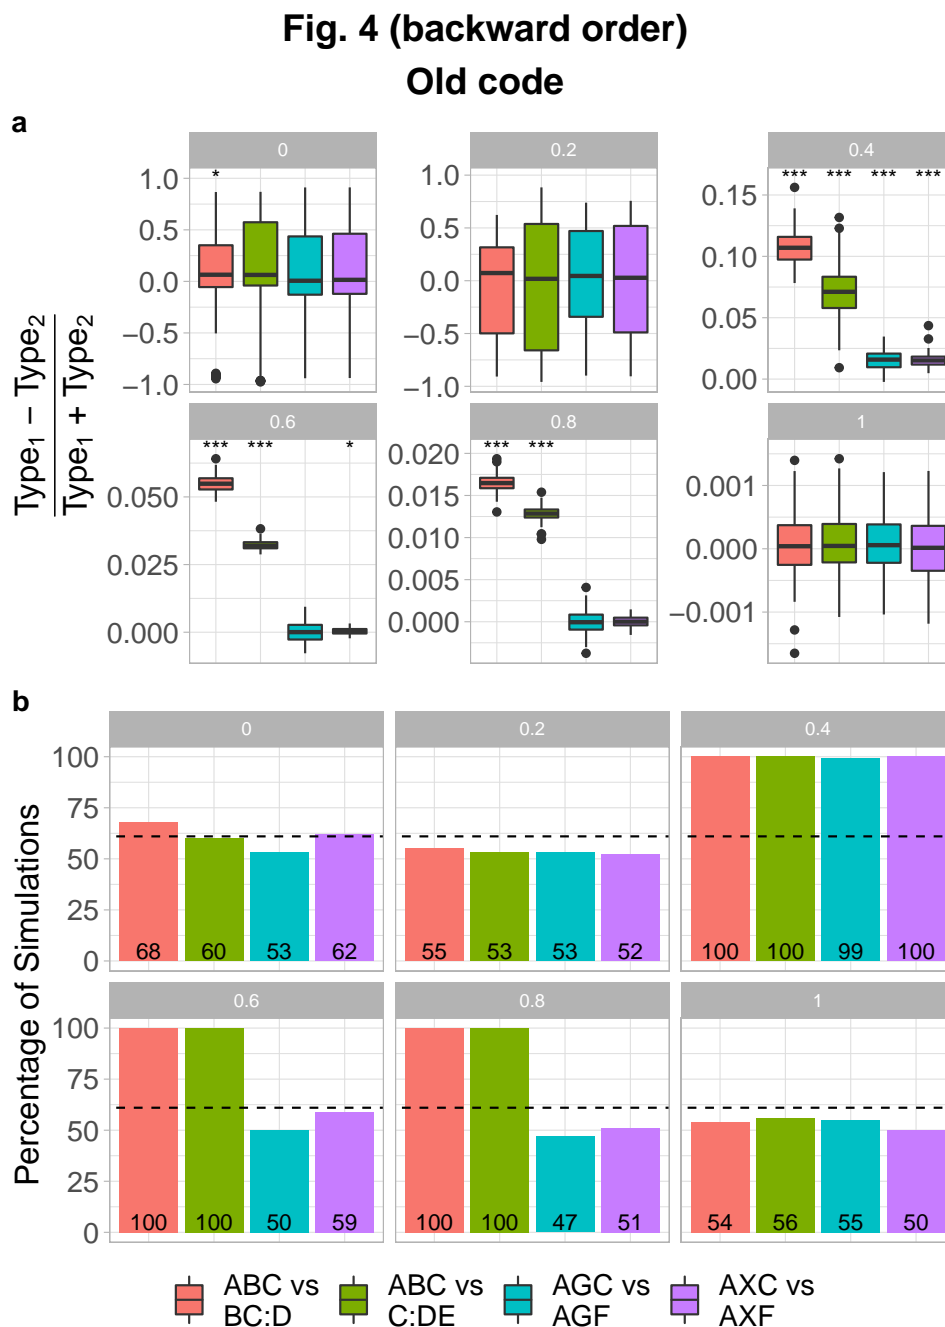 Fig. 4 (backward order)
Old code
a
Type₁ − Type₂
Type₁ + Type₂
0
*
1.0
0.5
0.0
−0.5
−1.0
0.2
1.0
0.5
0.0
−0.5
−1.0
0.4
*** *** *** ***
0.15
0.10
0.05
0.00
0.6
*** *** *
0.050
0.025
0.000
0.8
*** ***
0.020
0.015
0.010
0.005
0.000
1
0.001
0.000
−0.001
b
Percentage of Simulations
0 0.2 0.4
100
75
50
25
0
68 60 53 62 55 53 53 52 100 100 99 100
0.6 0.8 1
100
75
50
25
0
100 100 50 59 100 100 47 51 54 56 55 50
ABC vs
BC:D
ABC vs
C:DE
AGC vs
AGF
AXC vs
AXF